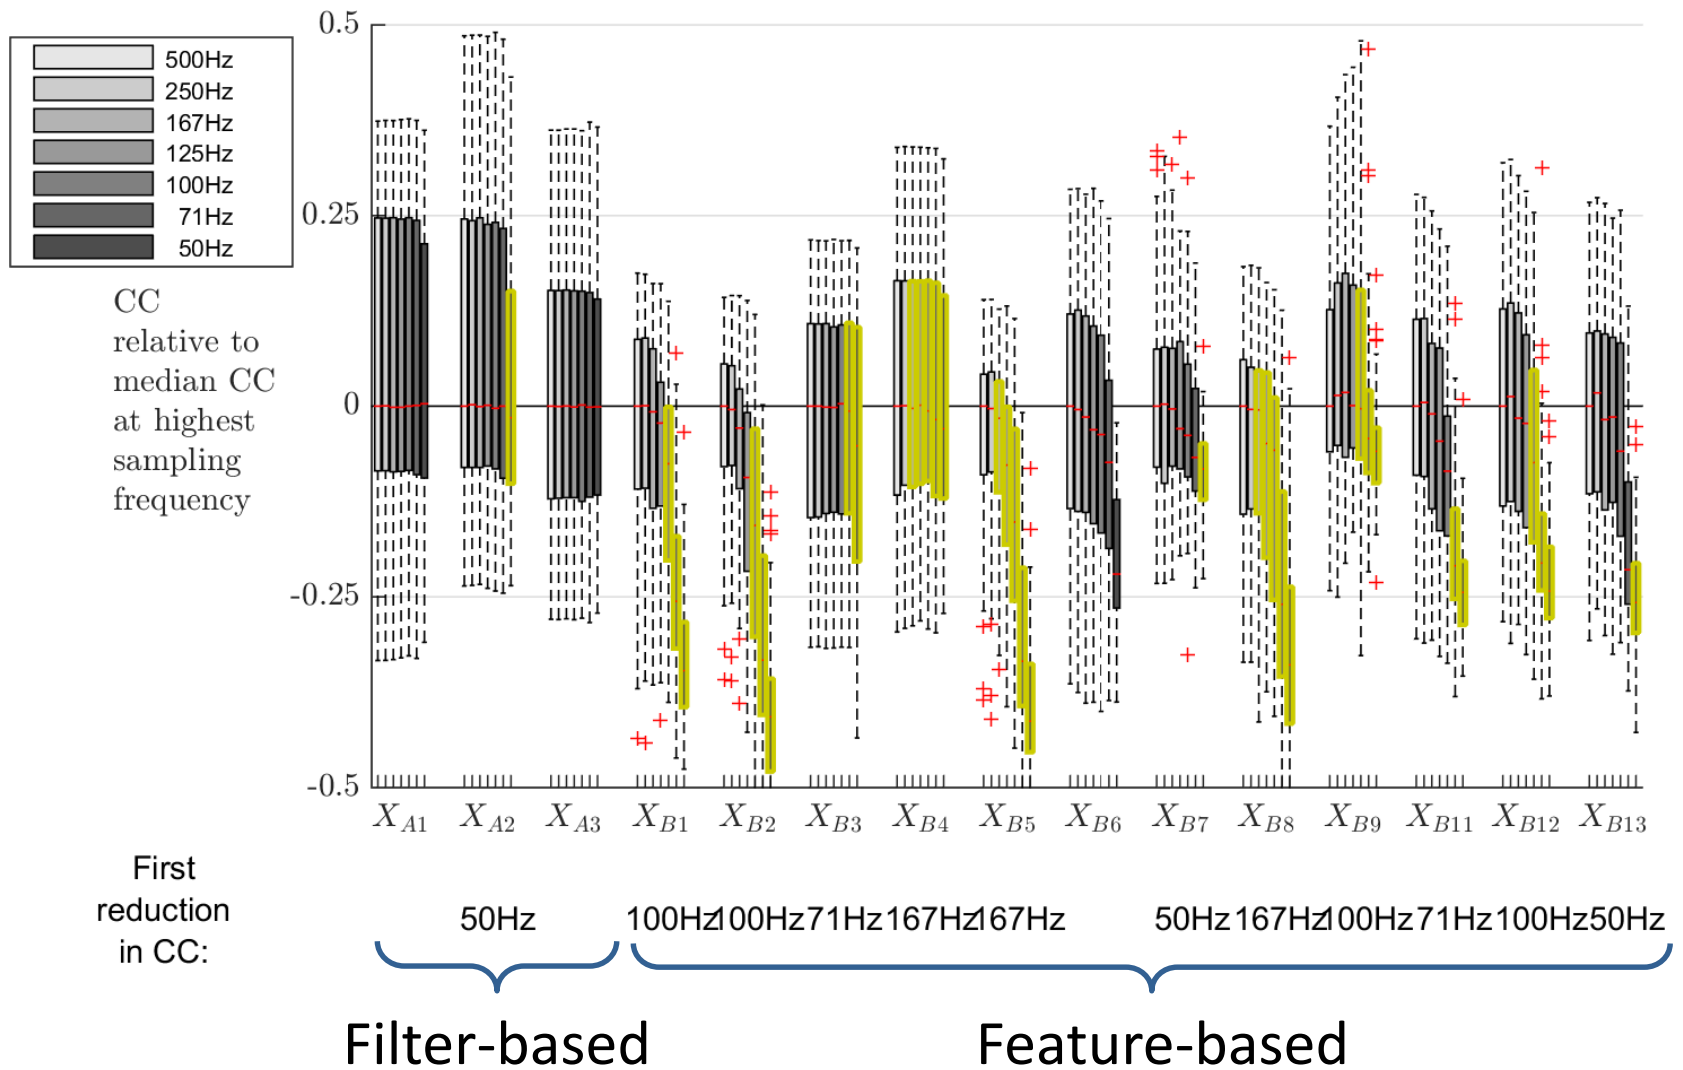 500Hz
250Hz
167Hz
125Hz
100Hz
71Hz
50Hz
CC
relative to
median CC
at highest
sampling
frequency
0.5
0.25
0
-0.25
-0.5
X_A1 X_A2 X_A3 X_B1 X_B2 X_B3 X_B4 X_B5 X_B6 X_B7 X_B8 X_B9 X_B11 X_B12 X_B13
First
reduction
in CC:
50Hz 100Hz 100Hz 71Hz 167Hz 167Hz 50Hz 167Hz 100Hz 71Hz 100Hz 50Hz
Filter-based Feature-based